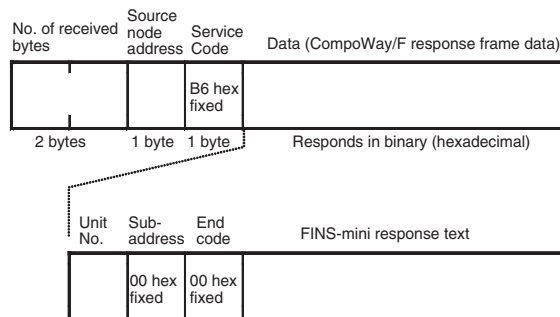 No. of received bytes
Source node address
Service Code
Data (CompoWay/F response frame data)
B6 hex fixed
2 bytes
1 byte
1 byte
Responds in binary (hexadecimal)
Unit No.
Sub-address
End code
FINS-mini response text
00 hex fixed
00 hex fixed